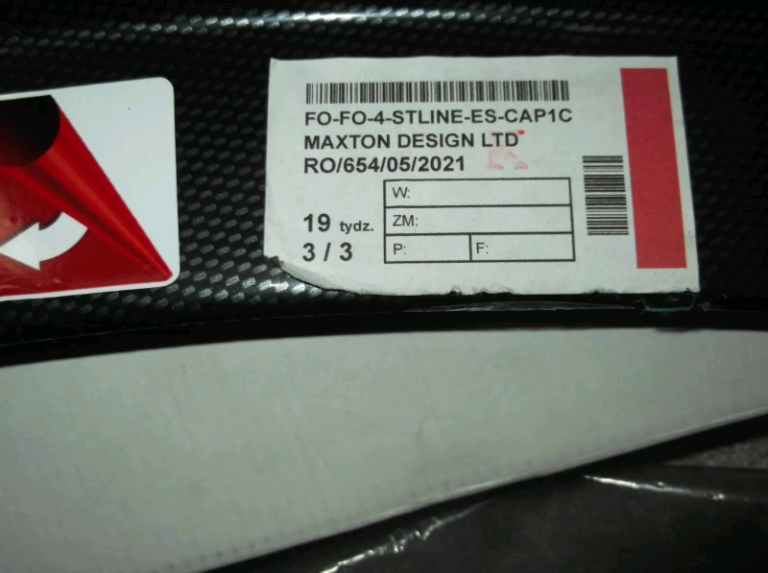 FO-FO-4-STLINE-ES-CAP1C
MAXTON DESIGN LTD
RO/654/05/2021
W:
19 tydz.
ZM:
3 / 3
P:
F: